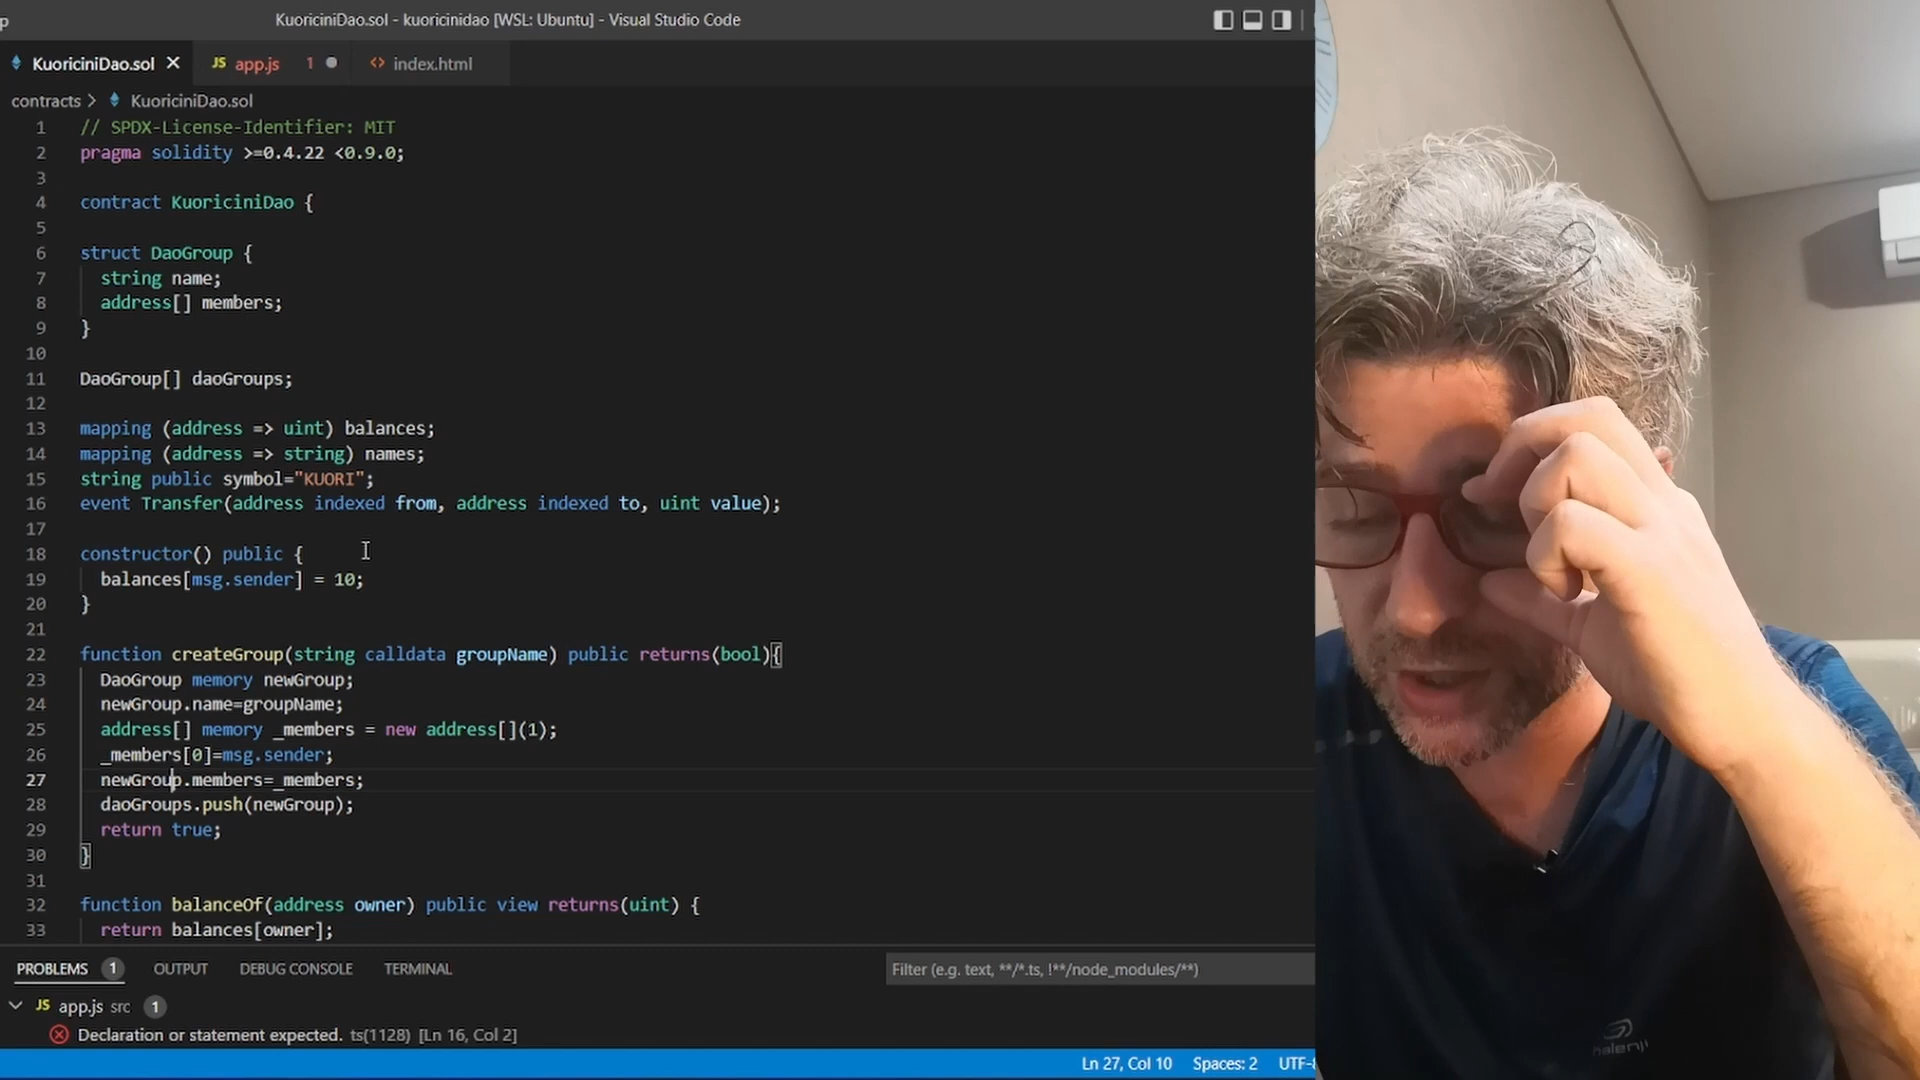 p
KuoriciniDao.sol - kuoricinidao [WSL: Ubuntu] - Visual Studio Code
KuoriciniDao.sol
JS app.js 1
<> index.html
contracts > KuoriciniDao.sol
1 // SPDX-License-Identifier: MIT
2 pragma solidity >=0.4.22 <0.9.0;
3
4 contract KuoriciniDao {
5
6 struct DaoGroup {
7 string name;
8 address[] members;
9 }
10
11 DaoGroup[] daoGroups;
12
13 mapping (address => uint) balances;
14 mapping (address => string) names;
15 string public symbol="KUORI";
16 event Transfer(address indexed from, address indexed to, uint value);
17
18 constructor() public {
19 balances[msg.sender] = 10;
20 }
21
22 function createGroup(string calldata groupName) public returns(bool){
23 DaoGroup memory newGroup;
24 newGroup.name=groupName;
25 address[] memory _members = new address[](1);
26 _members[0]=msg.sender;
27 newGroup.members=_members;
28 daoGroups.push(newGroup);
29 return true;
30 }
31
32 function balanceOf(address owner) public view returns(uint) {
33 return balances[owner];
PROBLEMS 1 OUTPUT DEBUG CONSOLE TERMINAL
Filter (e.g. text, **/*.ts, !**/node_modules/**)
JS app.js src 1
Declaration or statement expected. ts(1128) [Ln 16, Col 2]
Ln 27, Col 10 Spaces: 2 UTF-8